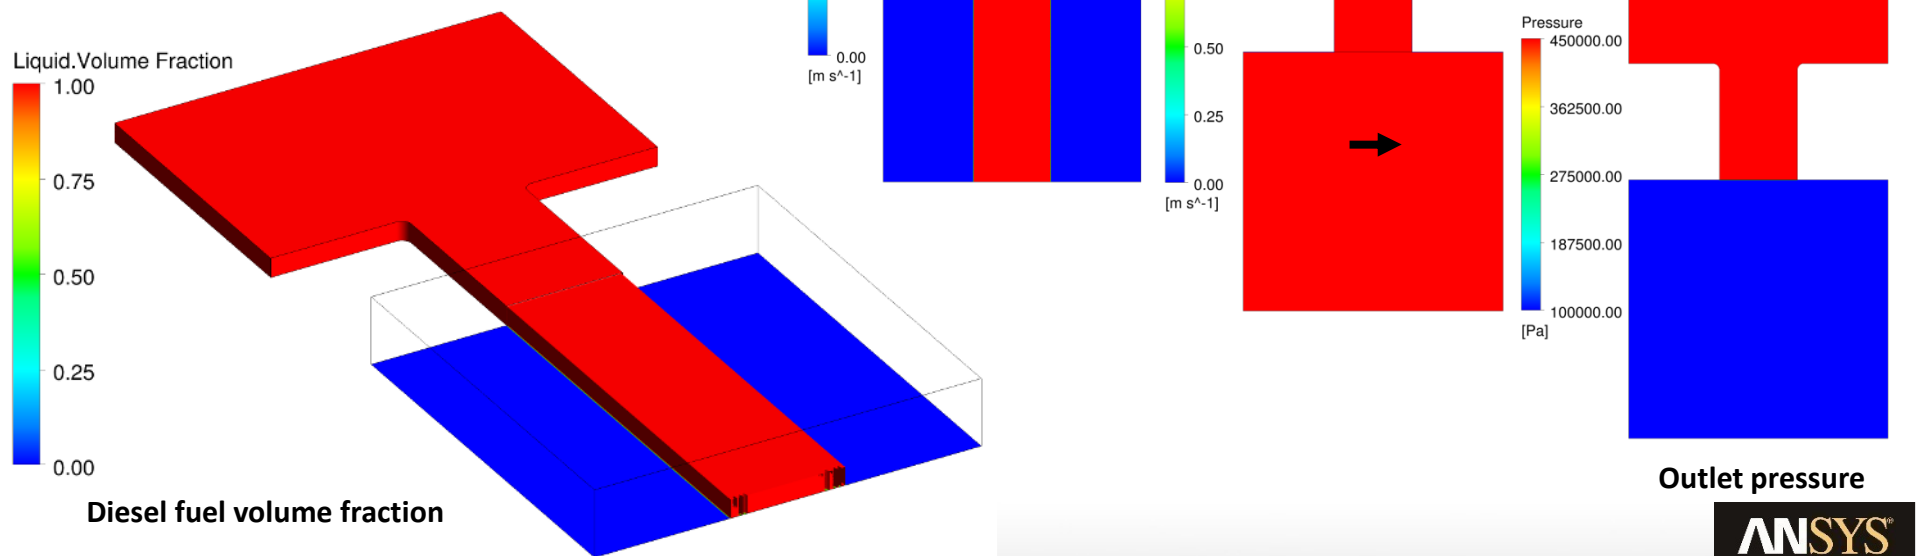 Liquid.Volume Fraction
1.00
0.75
0.50
0.25
0.00
Diesel fuel volume fraction
0.00
[m s^-1]
0.50
0.25
0.00
[m s^-1]
Pressure
450000.00
362500.00
275000.00
187500.00
100000.00
[Pa]
Outlet pressure
ANSYS®